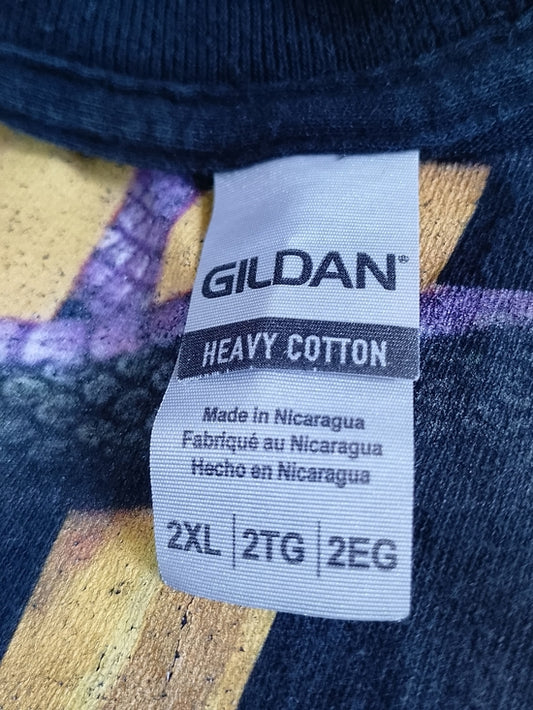 GILDAN®
HEAVY COTTON
Made in Nicaragua
Fabriqué au Nicaragua
Hecho en Nicaragua
2XL | 2TG | 2EG